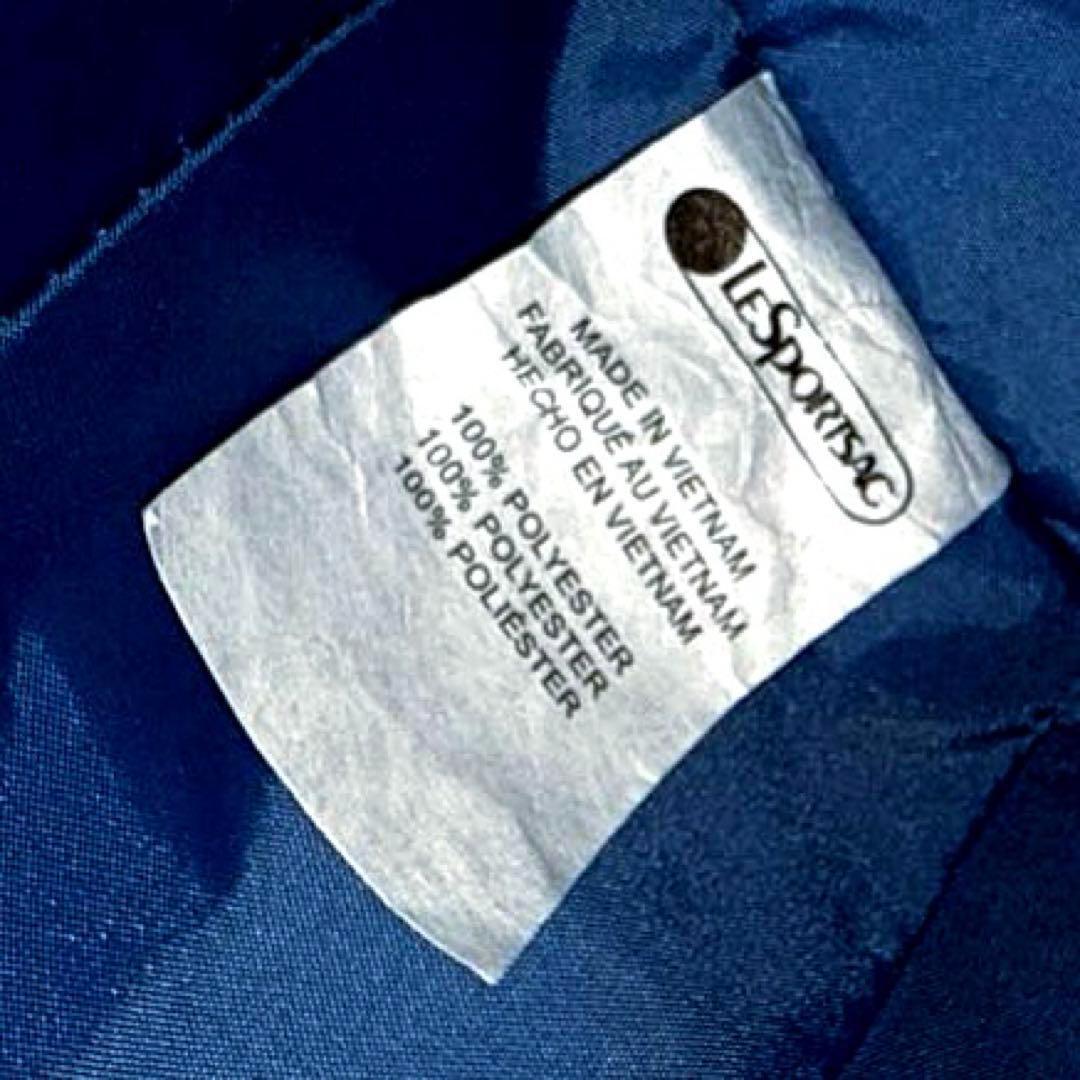 LESPORTSAC
MADE IN VIETNAM
FABRIQUÉ AU VIETNAM
HECHO EN VIETNAM
100% POLYESTER
100% POLYESTER
100% POLIÉSTER